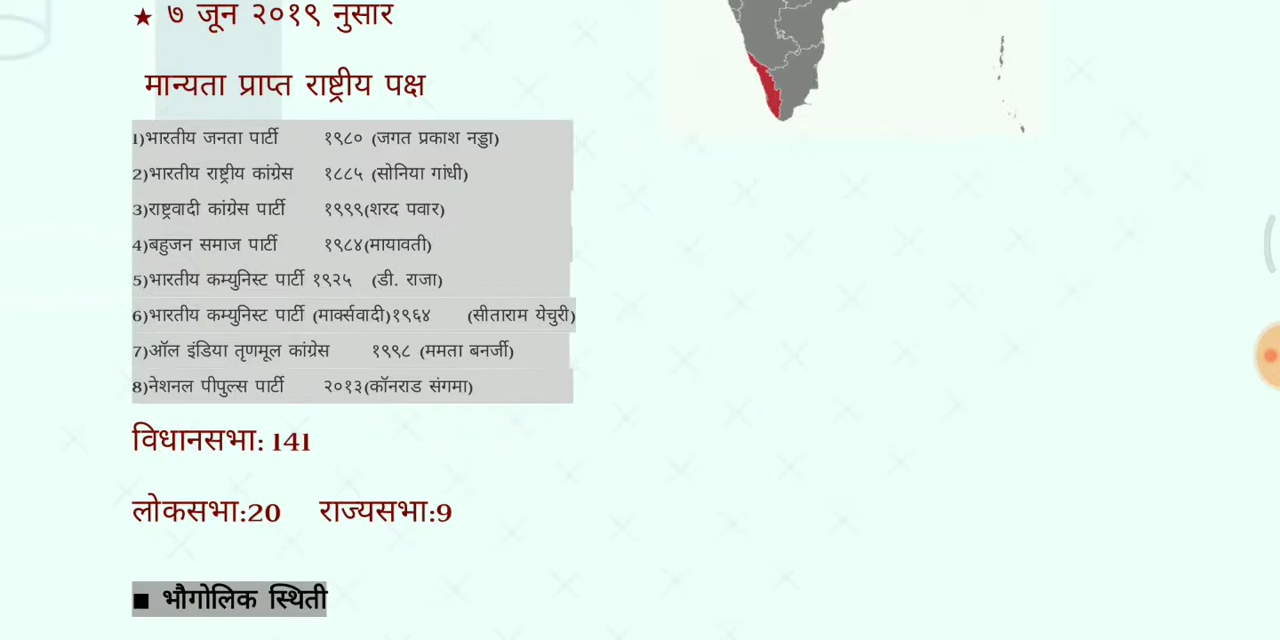 ★ ७ जून २०१९ नुसार
मान्यता प्राप्त राष्ट्रीय पक्ष
1)भारतीय जनता पार्टी १९८० (जगत प्रकाश नड्डा)
2)भारतीय राष्ट्रीय कांग्रेस १८८५ (सोनिया गांधी)
3)राष्ट्रवादी कांग्रेस पार्टी १९९९(शरद पवार)
4)बहुजन समाज पार्टी १९८४(मायावती)
5)भारतीय कम्युनिस्ट पार्टी १९२५ (डी. राजा)
6)भारतीय कम्युनिस्ट पार्टी (मार्क्सवादी)१९६४ (सीताराम येचुरी)
7)ऑल इंडिया तृणमूल कांग्रेस १९९८ (ममता बनर्जी)
8)नेशनल पीपुल्स पार्टी २०१३(कॉनराड संगमा)
विधानसभा: 141
लोकसभा:20 राज्यसभा:9
■ भौगोलिक स्थिती